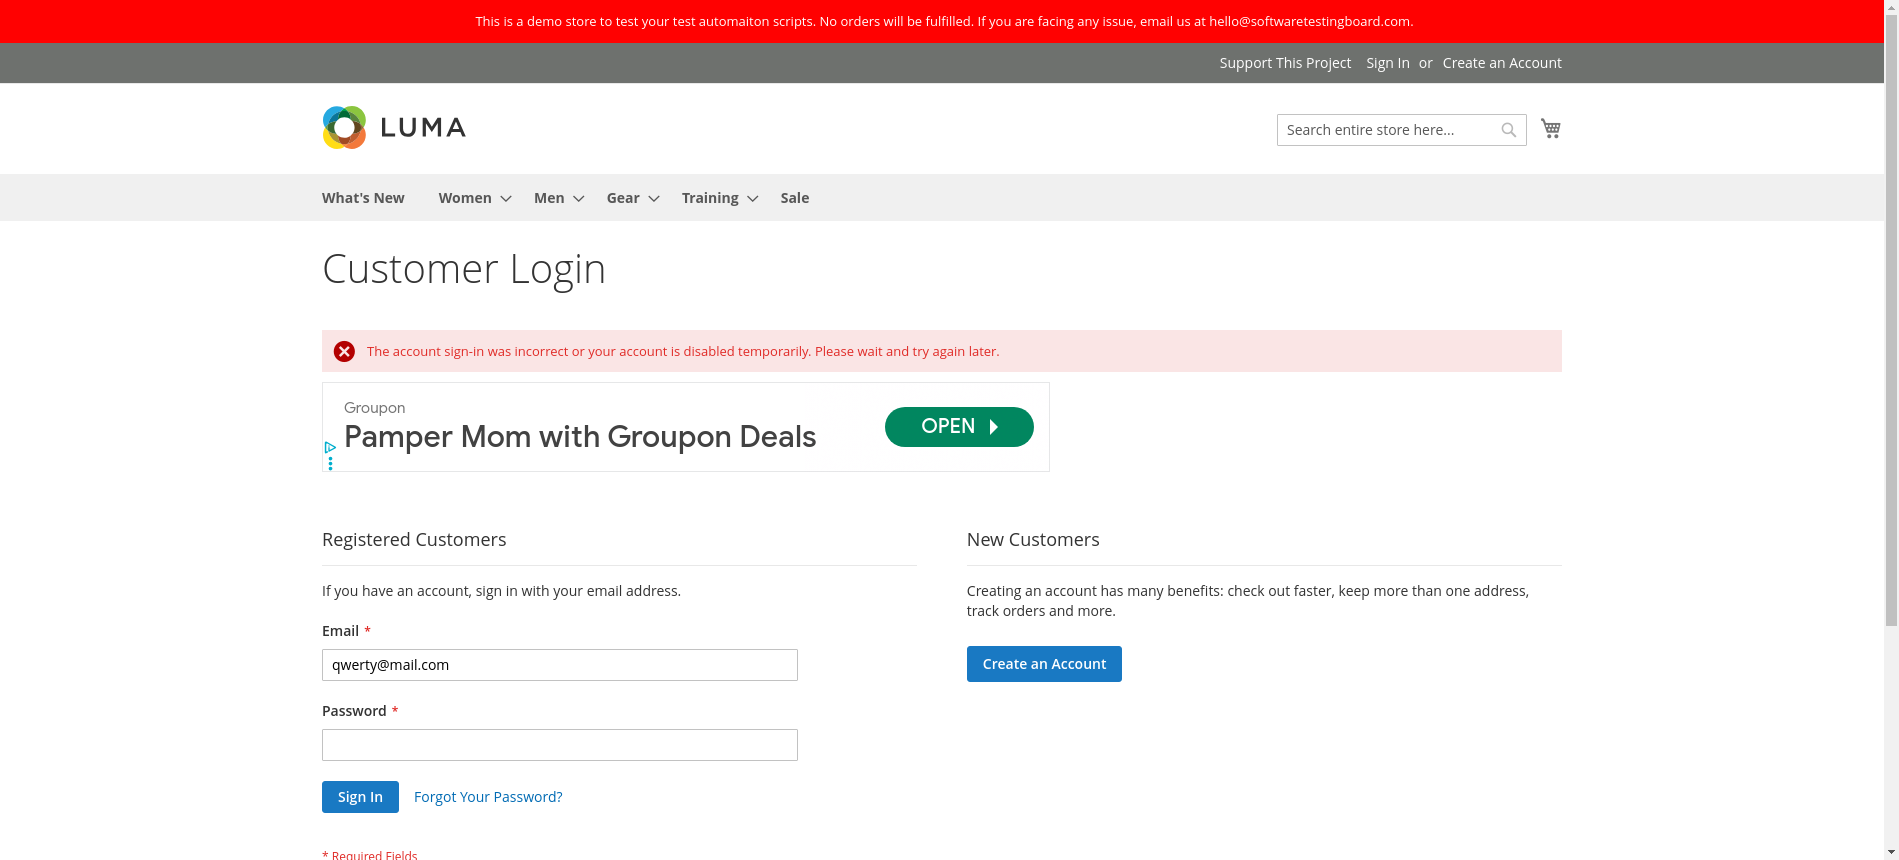 This is a demo store to test your test automaiton scripts. No orders will be fulfilled. If you are facing any issue, email us at hello@softwaretestingboard.com.
Support This Project Sign In or Create an Account
LUMA
Search entire store here...
What's New Women Men Gear Training Sale
Customer Login
The account sign-in was incorrect or your account is disabled temporarily. Please wait and try again later.
Groupon
Pamper Mom with Groupon Deals
OPEN
Registered Customers
If you have an account, sign in with your email address.
Email *
qwerty@mail.com
Password *
Sign In Forgot Your Password?
* Required Fields
New Customers
Creating an account has many benefits: check out faster, keep more than one address,
track orders and more.
Create an Account